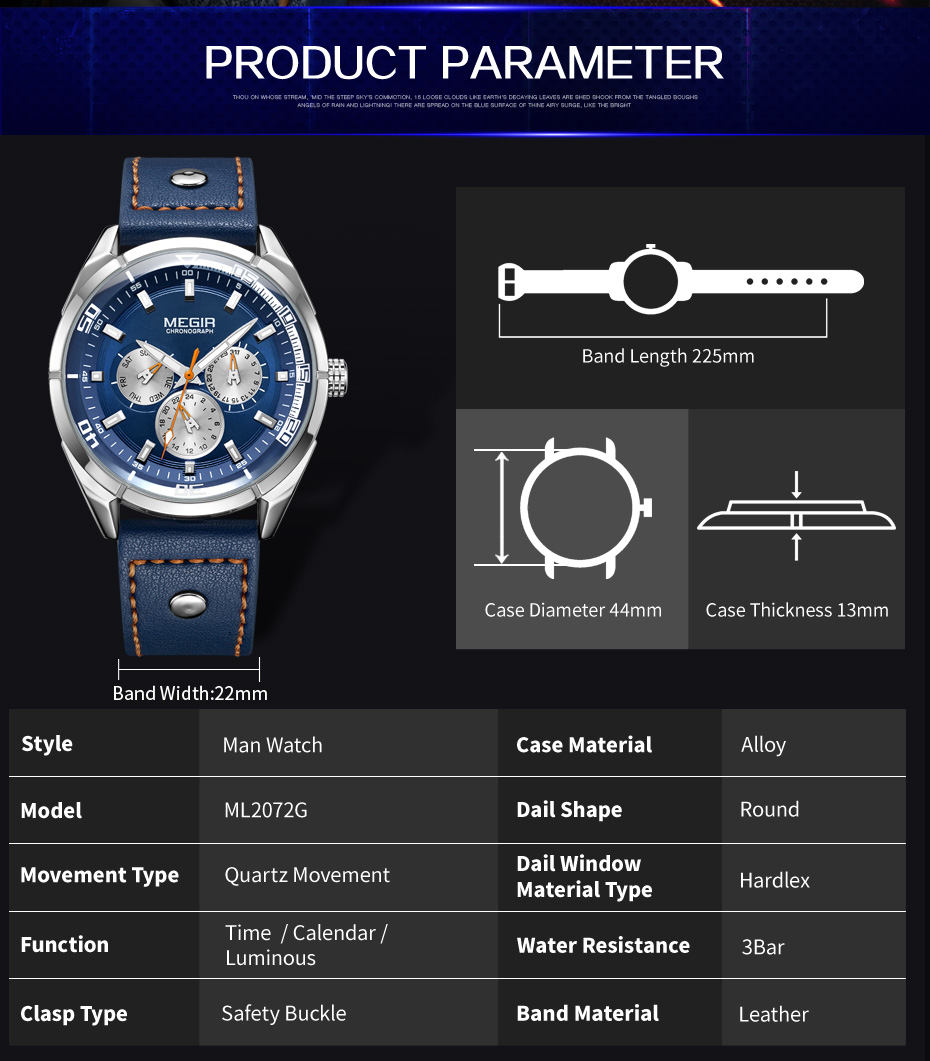 PRODUCT PARAMETER
THOU ON WHOSE STREAM, 'MID THE STEEP SKY'S COMMOTION, 16 LOOSE CLOUDS LIKE EARTH'S DECAYING LEAVES ARE SHED SHOOK FROM THE TANGLED BOUGHS
ANGELS OF RAIN AND LIGHTNING! THERE ARE SPREAD ON THE BLUE SURFACE OF THINE AIRY SURGE, LIKE THE BRIGHT
MEGIR
CHRONOGRAPH
Band Length 225mm
Case Diameter 44mm
Case Thickness 13mm
Band Width:22mm
Style Man Watch Case Material Alloy
Model ML2072G Dail Shape Round
Movement Type Quartz Movement Dail Window
Material Type Hardlex
Function Time / Calendar /
Luminous Water Resistance 3Bar
Clasp Type Safety Buckle Band Material Leather